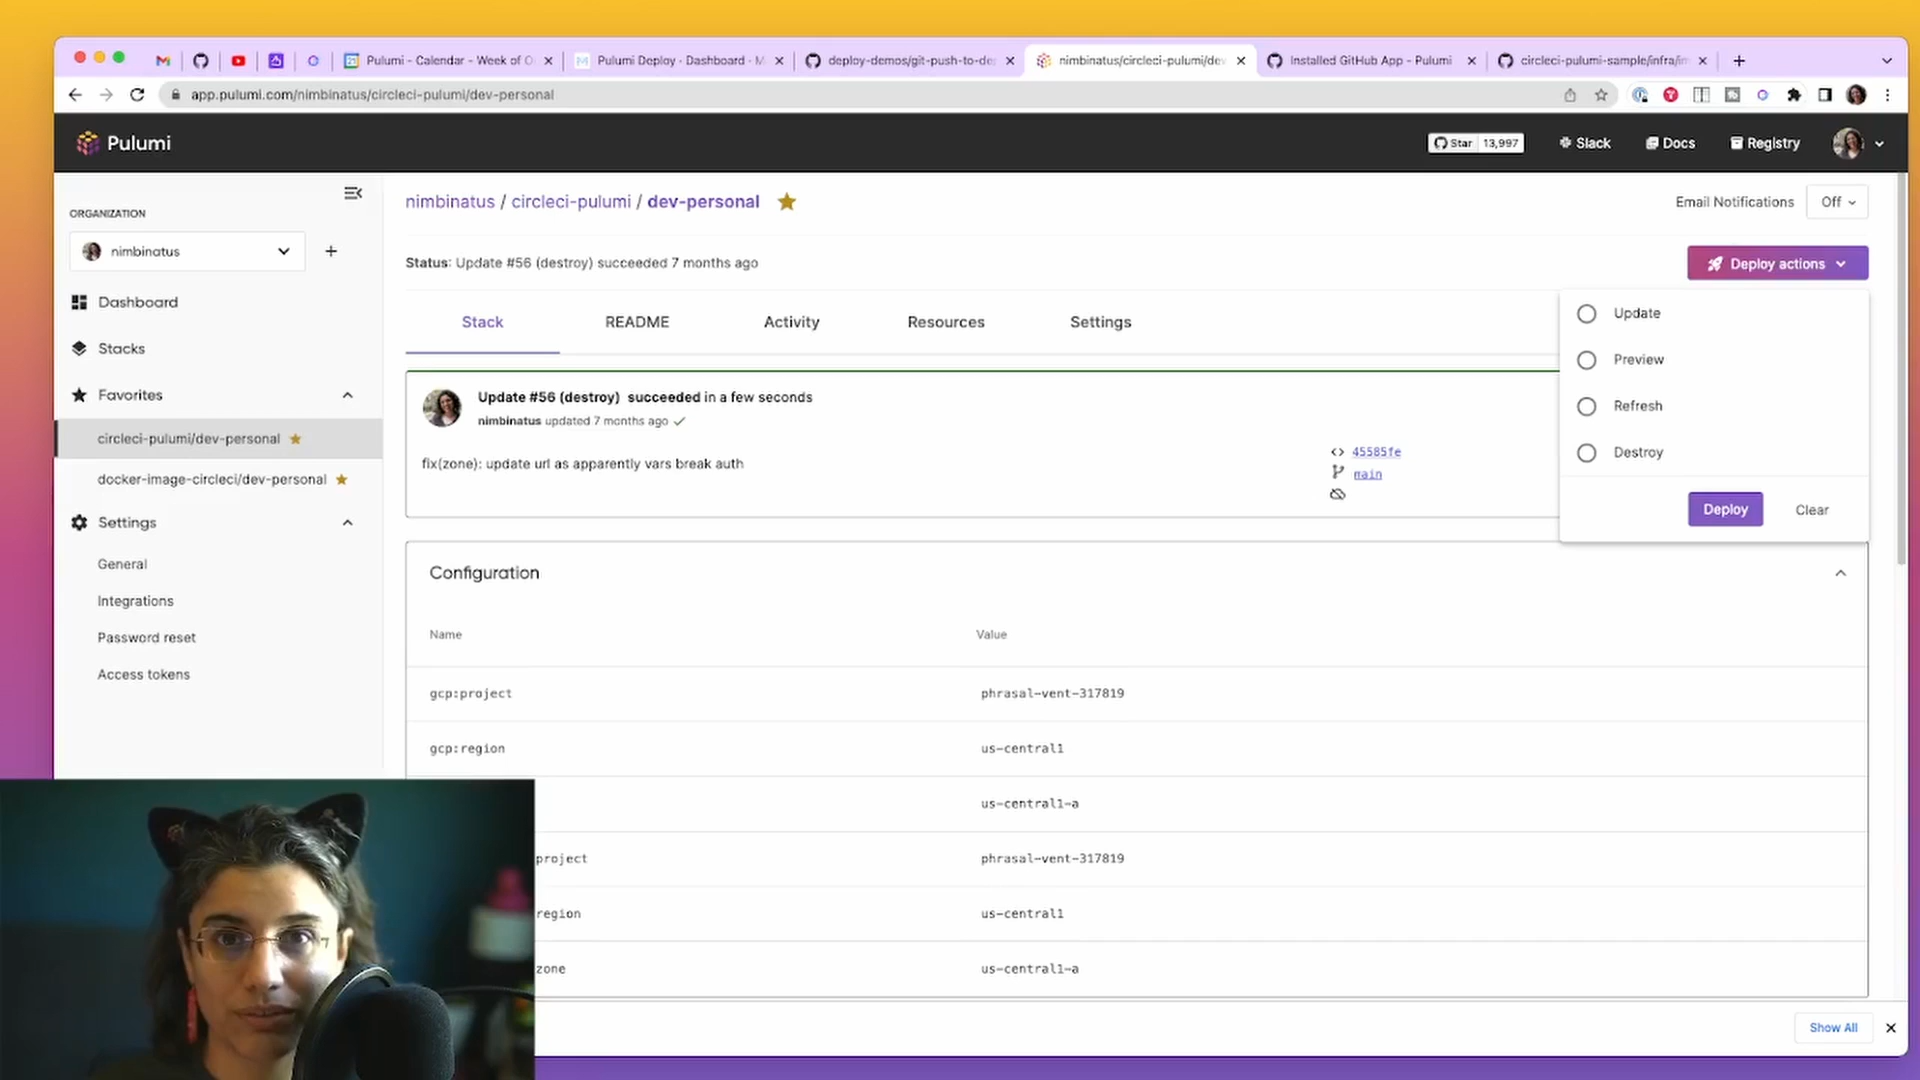 Pulumi - Calendar - Week of O
Pulumi Deploy - Dashboard - M
deploy-demos/git-push-to-dep
nimbinatus/circleci-pulumi/dev
Installed GitHub App - Pulumi
circleci-pulumi-sample/infra/in
app.pulumi.com/nimbinatus/circleci-pulumi/dev-personal
Pulumi
Star 13,997
Slack
Docs
Registry
ORGANIZATION
nimbinatus
Dashboard
Stacks
Favorites
circleci-pulumi/dev-personal
docker-image-circleci/dev-personal
Settings
General
Integrations
Password reset
Access tokens
nimbinatus / circleci-pulumi / dev-personal
Email Notifications
Off
Status: Update #56 (destroy) succeeded 7 months ago
Deploy actions
Update
Preview
Refresh
Destroy
Deploy
Clear
Stack
README
Activity
Resources
Settings
Update #56 (destroy) succeeded in a few seconds
nimbinatus updated 7 months ago
fix(zone): update url as apparently vars break auth
45585fe
main
Configuration
Name Value
gcp:project phrasal-vent-317819
gcp:region us-central1
us-central1-a
project phrasal-vent-317819
region us-central1
zone us-central1-a
Show All